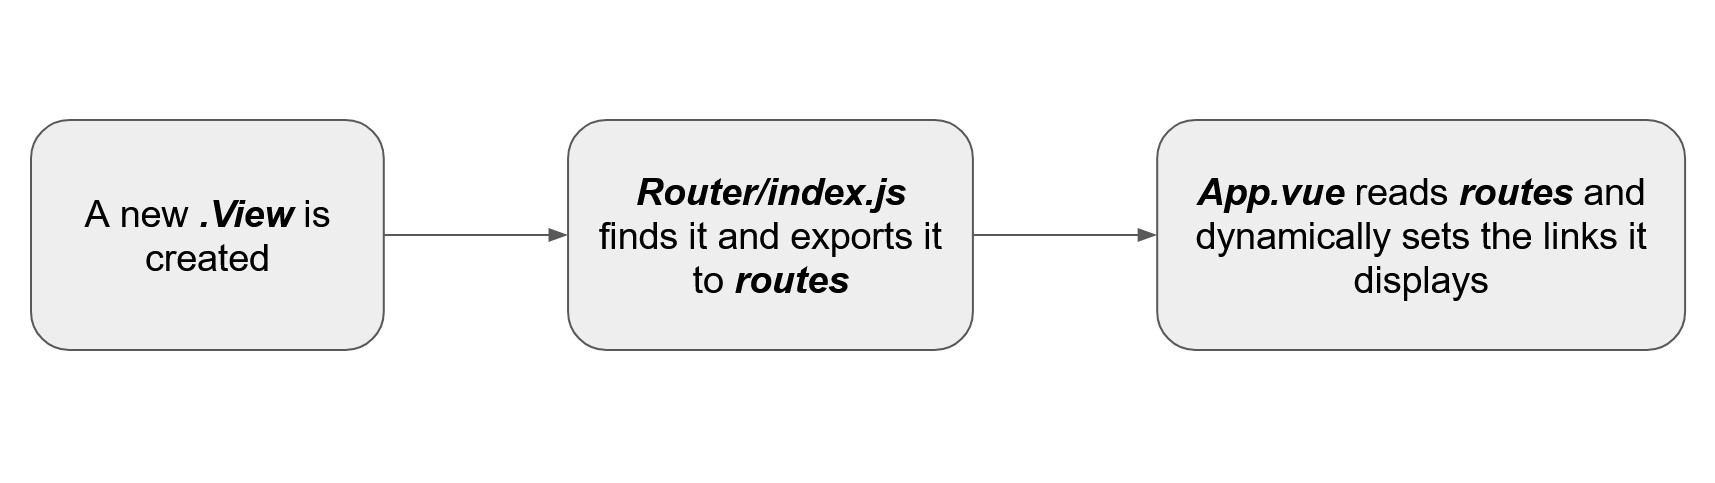 A new .View is
created
Router/index.js
finds it and exports it
to routes
App.vue reads routes and
dynamically sets the links it
displays